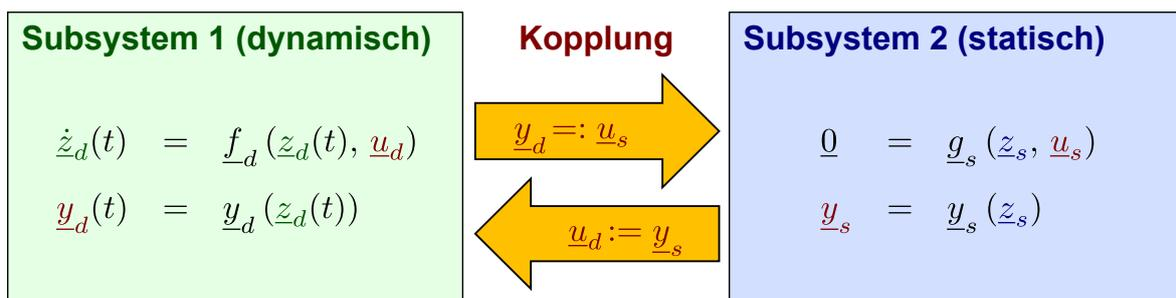 Subsystem 1 (dynamisch)
ż_d(t) = f_d (z_d(t), u_d)
y_d(t) = y_d (z_d(t))
Kopplung
y_d =: u_s
u_d := y_s
Subsystem 2 (statisch)
0 = g_s (z_s, u_s)
y_s = y_s (z_s)